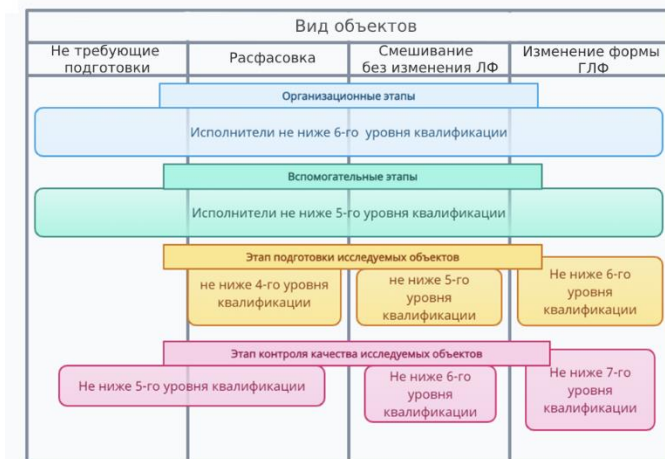 Вид объектов
Не требующие
подготовки
Расфасовка
Смешивание
без изменения ЛФ
Изменение формы
ГЛФ
Организационные этапы
Исполнители не ниже 6-го уровня квалификации
Вспомогательные этапы
Исполнители не ниже 5-го уровня квалификации
Этап подготовки исследуемых объектов
не ниже 4-го уровня
квалификации
не ниже 5-го
уровня
квалификации
Не ниже 6-го
уровня
квалификации
Этап контроля качества исследуемых объектов
Не ниже 5-го уровня квалификации
Не ниже 6-го
уровня
квалификации
Не ниже 7-го
уровня
квалификации